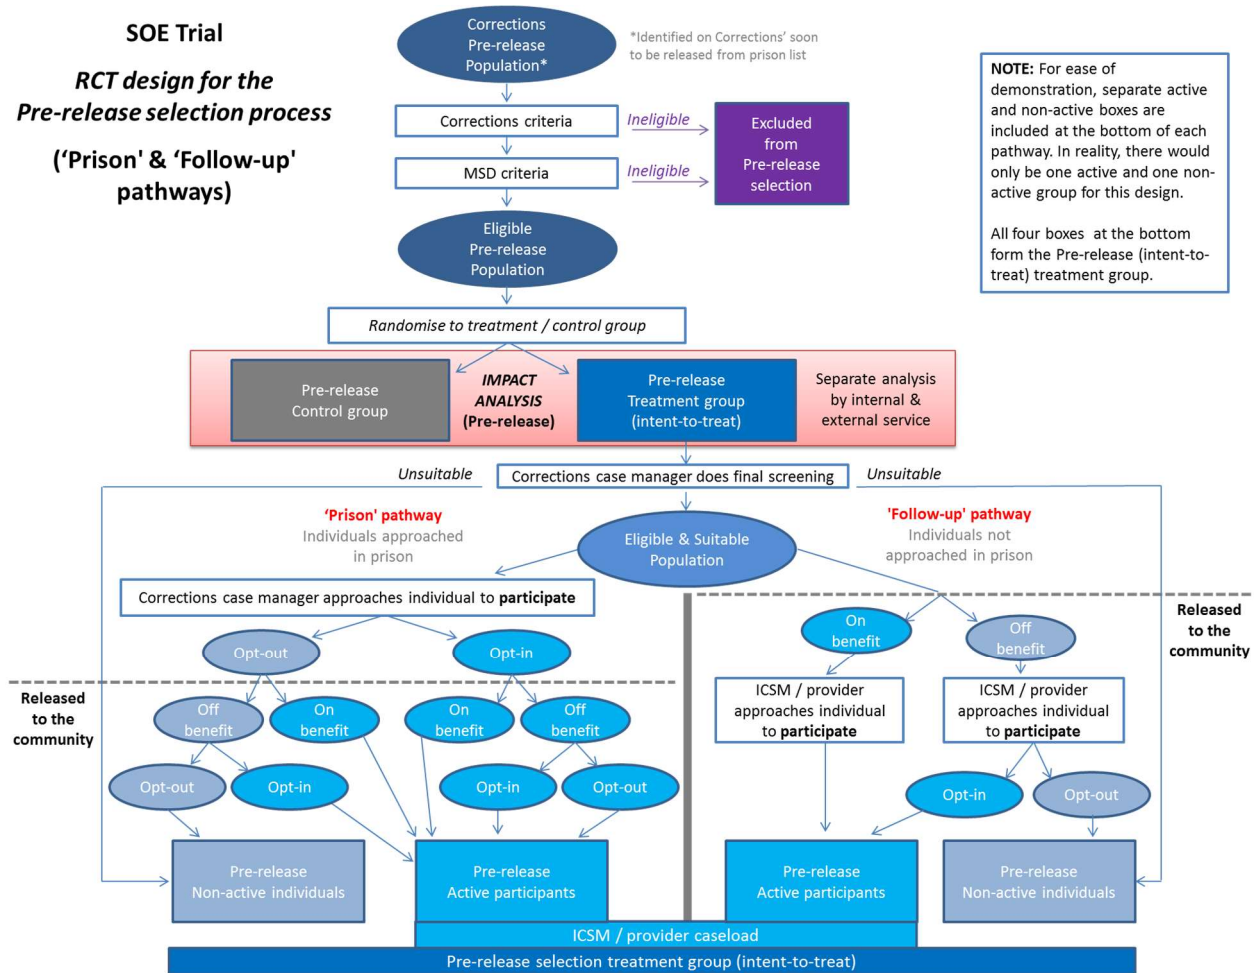 SOE Trial
RCT design for the
Pre-release selection process
('Prison' & 'Follow-up'
pathways)
Corrections
Pre-release
Population*
*Identified on Corrections' soon
to be released from prison list
NOTE: For ease of
demonstration, separate active
and non-active boxes are
included at the bottom of each
pathway. In reality, there would
only be one active and one non-
active group for this design.
All four boxes at the bottom
form the Pre-release (intent-to-
treat) treatment group.
Corrections criteria
Ineligible
Excluded
from
Pre-release
selection
MSD criteria
Ineligible
Eligible
Pre-release
Population
Randomise to treatment / control group
Pre-release
Control group
IMPACT
ANALYSIS
(Pre-release)
Pre-release
Treatment group
(intent-to-treat)
Separate analysis
by internal &
external service
Unsuitable
Corrections case manager does final screening
Unsuitable
'Prison' pathway
Individuals approached
in prison
Eligible & Suitable
Population
'Follow-up' pathway
Individuals not
approached in prison
Corrections case manager approaches individual to participate
Opt-out
Opt-in
On
benefit
Off
benefit
Released
to the
community
Released
to the
community
Off
benefit
On
benefit
On
benefit
Off
benefit
ICSM / provider
approaches individual
to participate
ICSM / provider
approaches individual
to participate
Opt-out
Opt-in
Opt-in
Opt-out
Opt-in
Opt-out
Pre-release
Non-active individuals
Pre-release
Active participants
Pre-release
Active participants
Pre-release
Non-active individuals
ICSM / provider caseload
Pre-release selection treatment group (intent-to-treat)